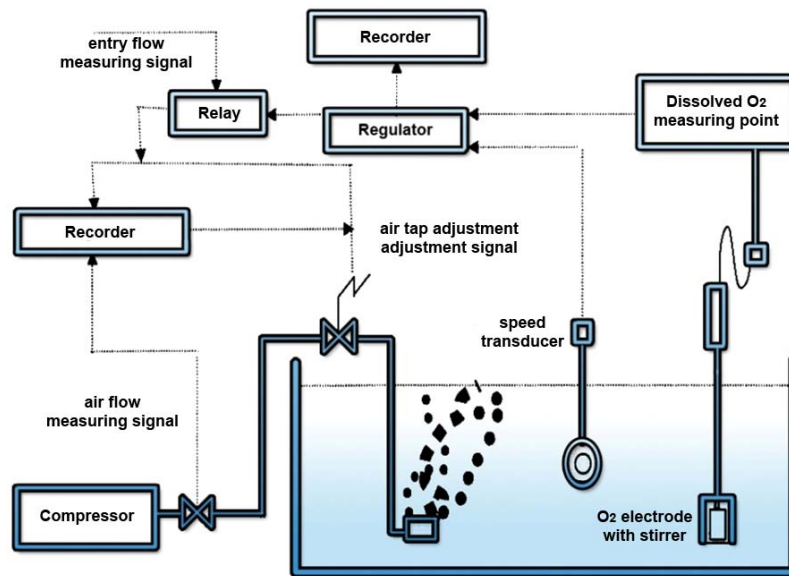 Recorder
entry flow
measuring signal
Relay
Regulator
Dissolved O2
measuring point
Recorder
air tap adjustment
adjustment signal
speed
transducer
air flow
measuring signal
Compressor
O2 electrode
with stirrer